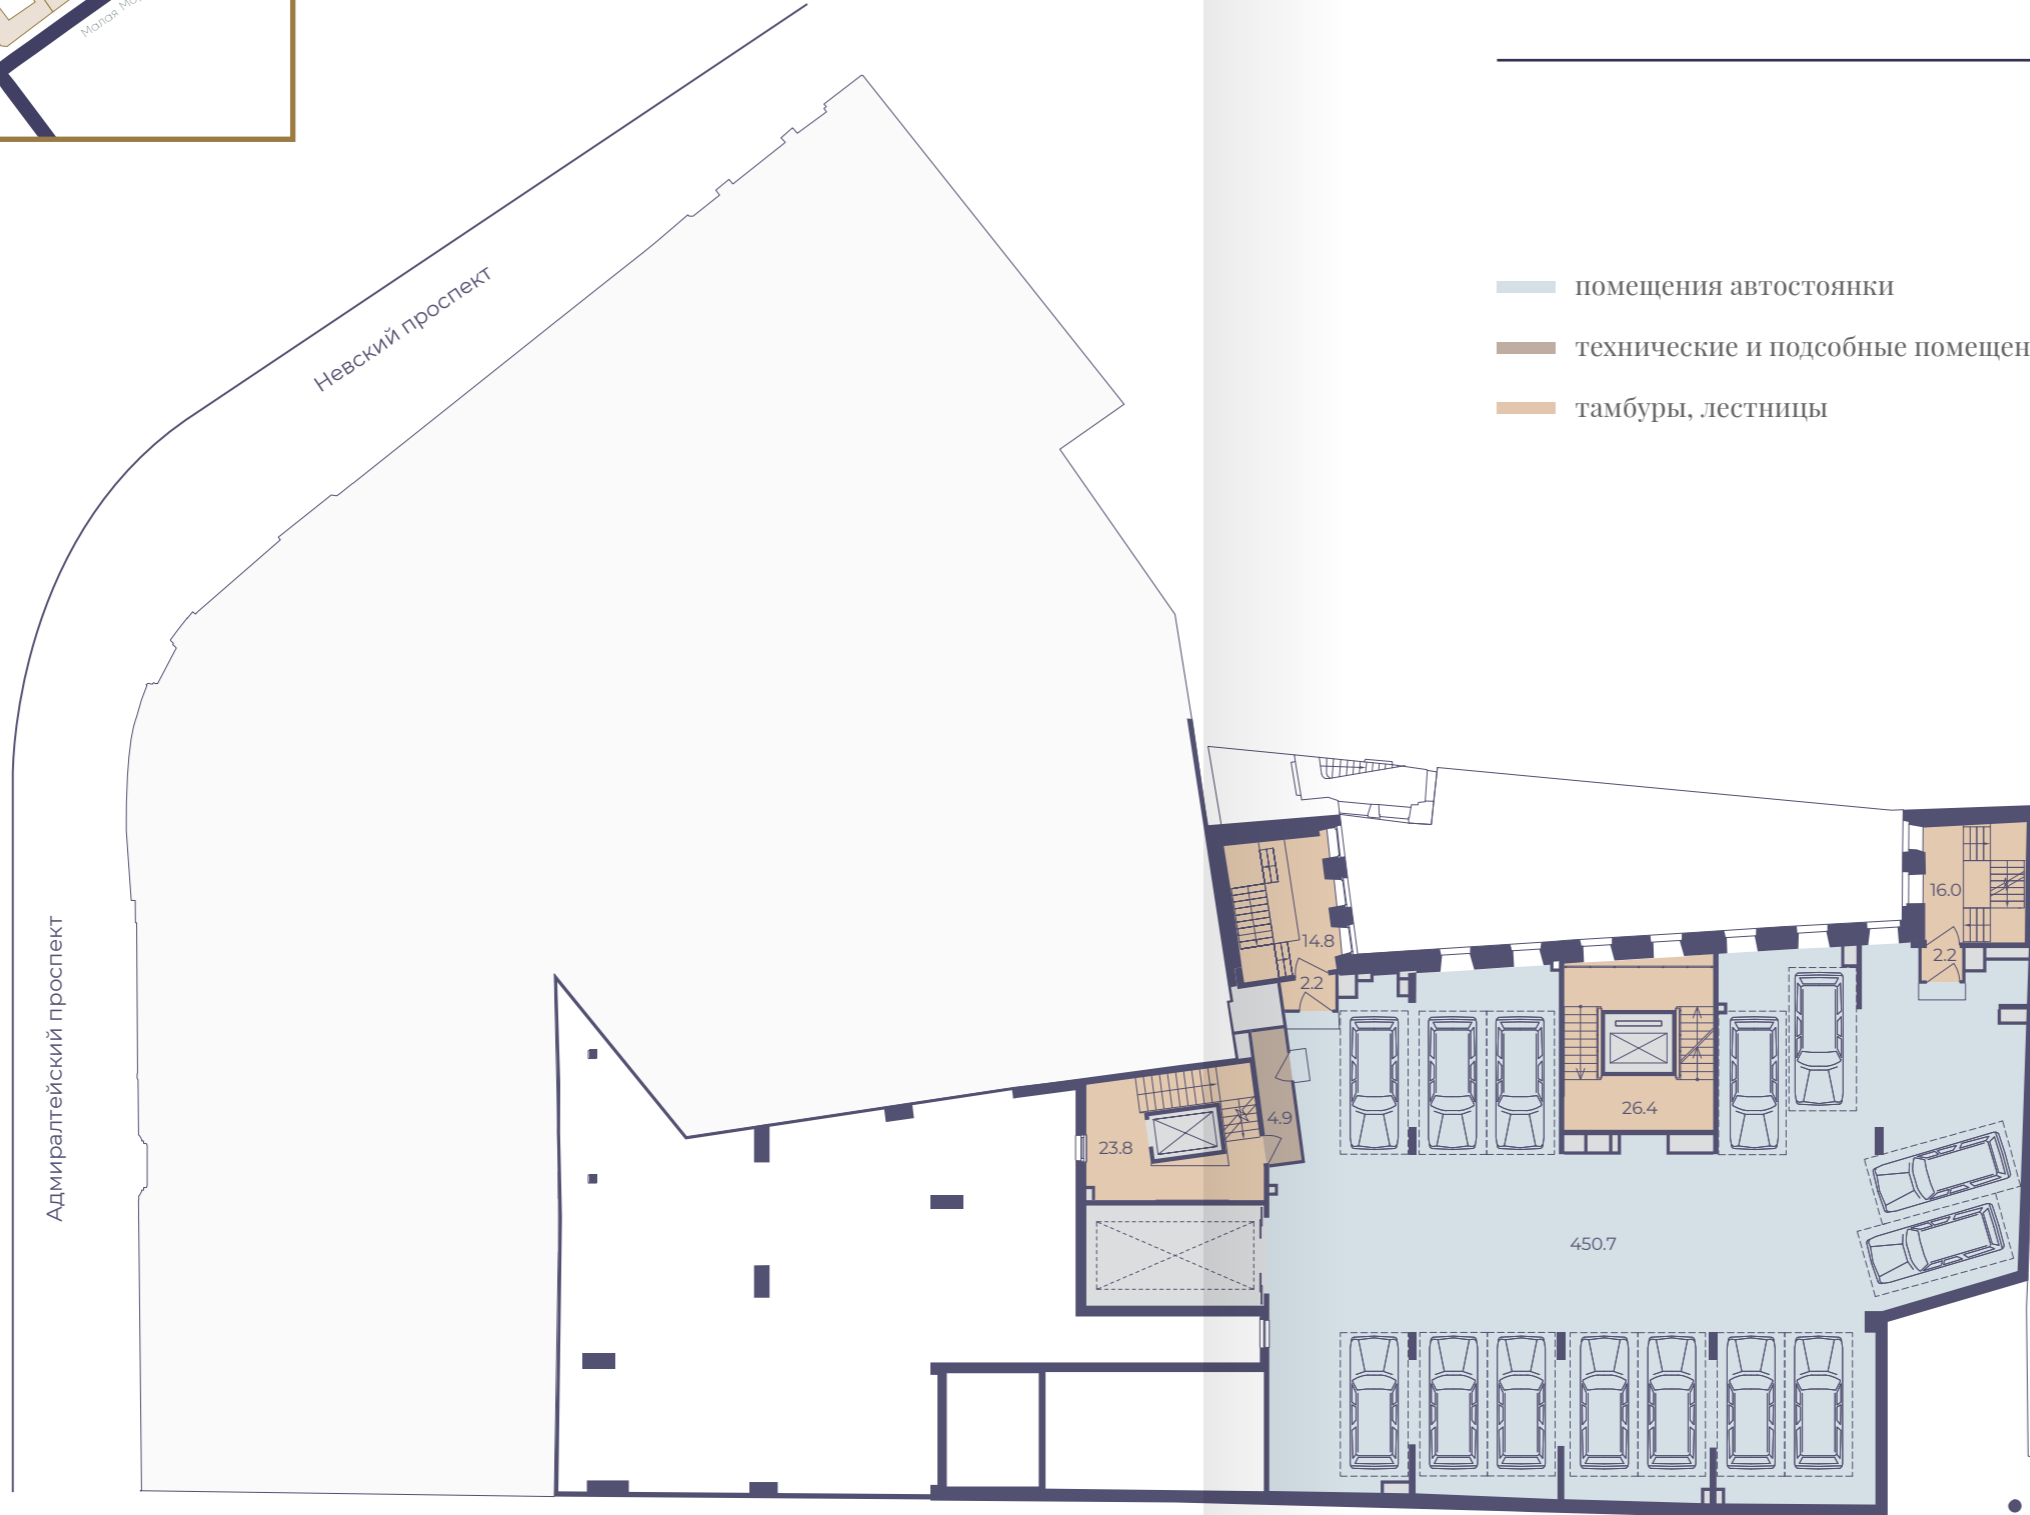 Малая
Невский проспект
помещения автостоянки
технические и подсобные
тамбуры, лестницы
Адмиралтейский проспект
16.0
14.8
2.2
2.2
26.4
4.9
23.8
450.7